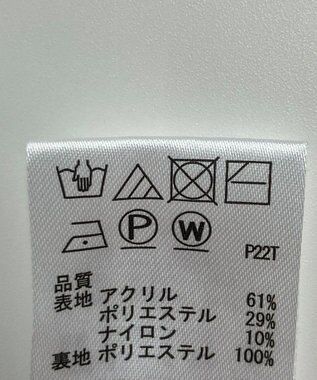 P W P22T
品質
表地 アクリル 61%
ポリエステル 29%
ナイロン 10%
裏地 ポリエステル 100%